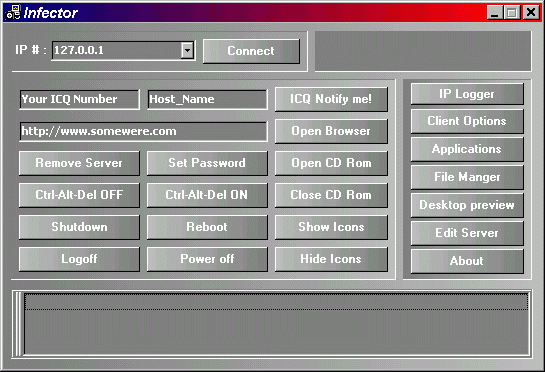 Infector
IP # : 127.0.0.1 Connect
Your ICQ Number Host_Name ICQ Notify me!
http://www.somewere.com Open Browser
Remove Server Set Password Open CD Rom
Ctrl-Alt-Del OFF Ctrl-Alt-Del ON Close CD Rom
Shutdown Reboot Show Icons
Logoff Power off Hide Icons
IP Logger
Client Options
Applications
File Manger
Desktop preview
Edit Server
About